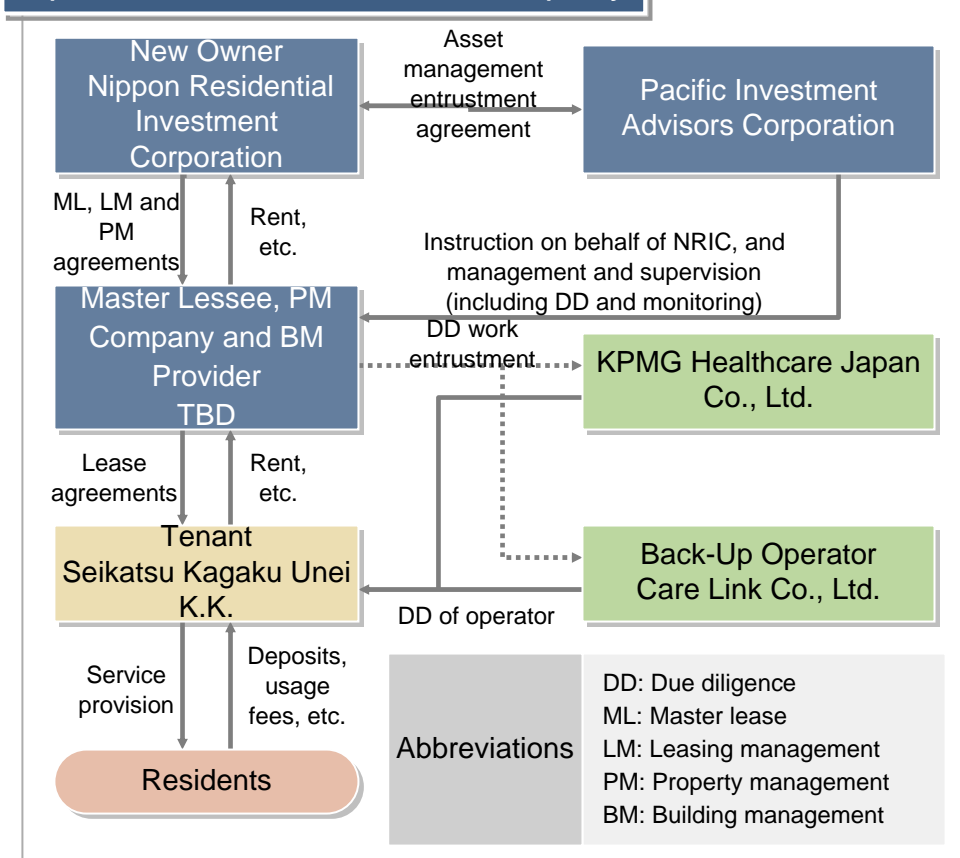 New Owner
Nippon Residential
Investment
Corporation
Asset
management
entrustment
agreement
Pacific Investment
Advisors Corporation
ML, LM and
PM
agreements
Rent,
etc.
Instruction on behalf of NRIC, and
management and supervision
(including DD and monitoring)
Master Lessee, PM
Company and BM
Provider
TBD
DD work
entrustment
KPMG Healthcare Japan
Co., Ltd.
Lease
agreements
Rent,
etc.
Tenant
Seikatsu Kagaku Unei
K.K.
Back-Up Operator
Care Link Co., Ltd.
DD of operator
Service
provision
Deposits,
usage
fees, etc.
Residents
Abbreviations
DD: Due diligence
ML: Master lease
LM: Leasing management
PM: Property management
BM: Building management